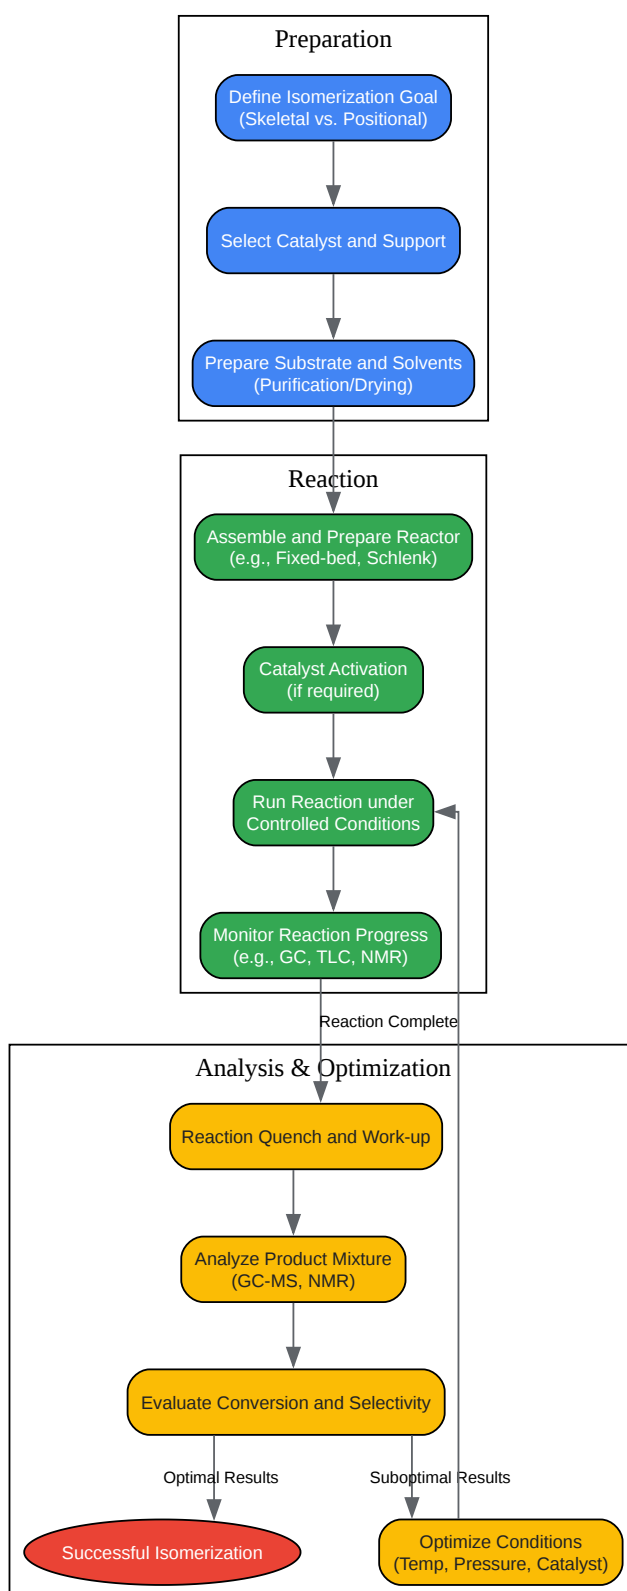 Preparation
Define Isomerization Goal
(Skeletal vs. Positional)
Select Catalyst and Support
Prepare Substrate and Solvents
(Purification/Drying)
Reaction
Assemble and Prepare Reactor
(e.g., Fixed-bed, Schlenk)
Catalyst Activation
(if required)
Run Reaction under
Controlled Conditions
Monitor Reaction Progress
(e.g., GC, TLC, NMR)
Reaction Complete
Analysis & Optimization
Reaction Quench and Work-up
Analyze Product Mixture
(GC-MS, NMR)
Evaluate Conversion and Selectivity
Optimal Results
Suboptimal Results
Successful Isomerization
Optimize Conditions
(Temp, Pressure, Catalyst)